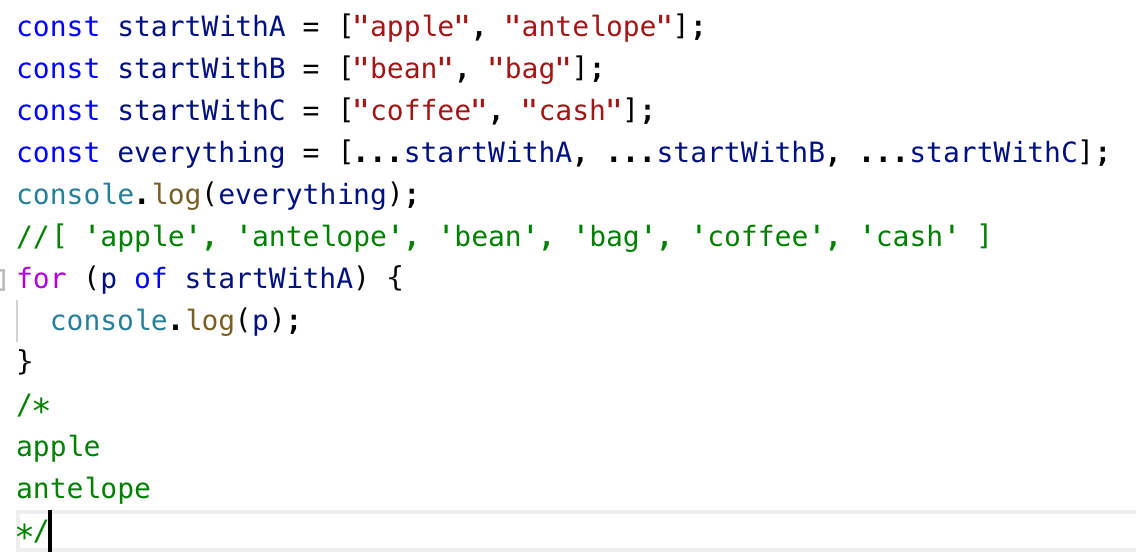 const startWithA = ["apple", "antelope"];
const startWithB = ["bean", "bag"];
const startWithC = ["coffee", "cash"];
const everything = [...startWithA, ...startWithB, ...startWithC];
console.log(everything);
//[ 'apple', 'antelope', 'bean', 'bag', 'coffee', 'cash' ]
for (p of startWithA) {
  console.log(p);
}
/*
apple
antelope
*/